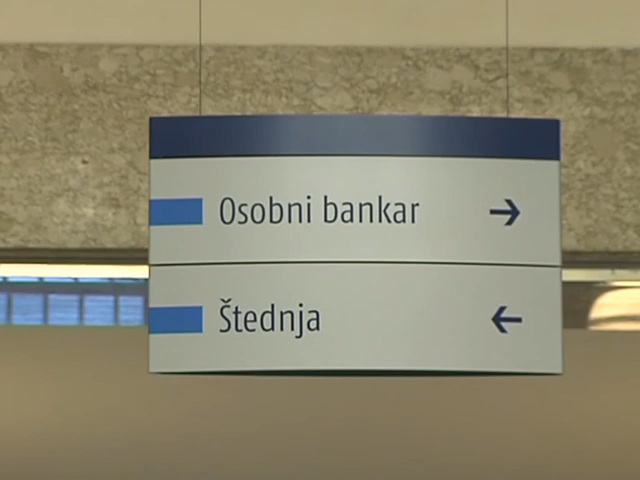 Osobni bankar →
Štednja ←